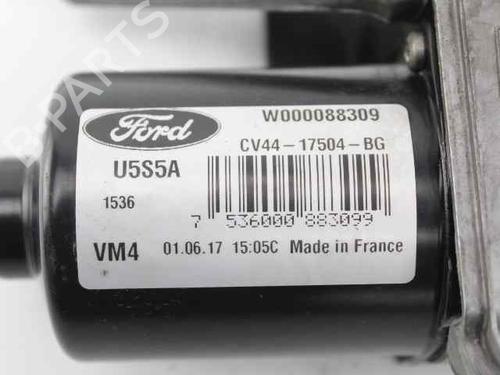 Ford
W000088309
CV44-17504-BG
U5S5A
1536
7 536000 883099
VM4 01.06.17 15:05C Made in France
B-PARTS